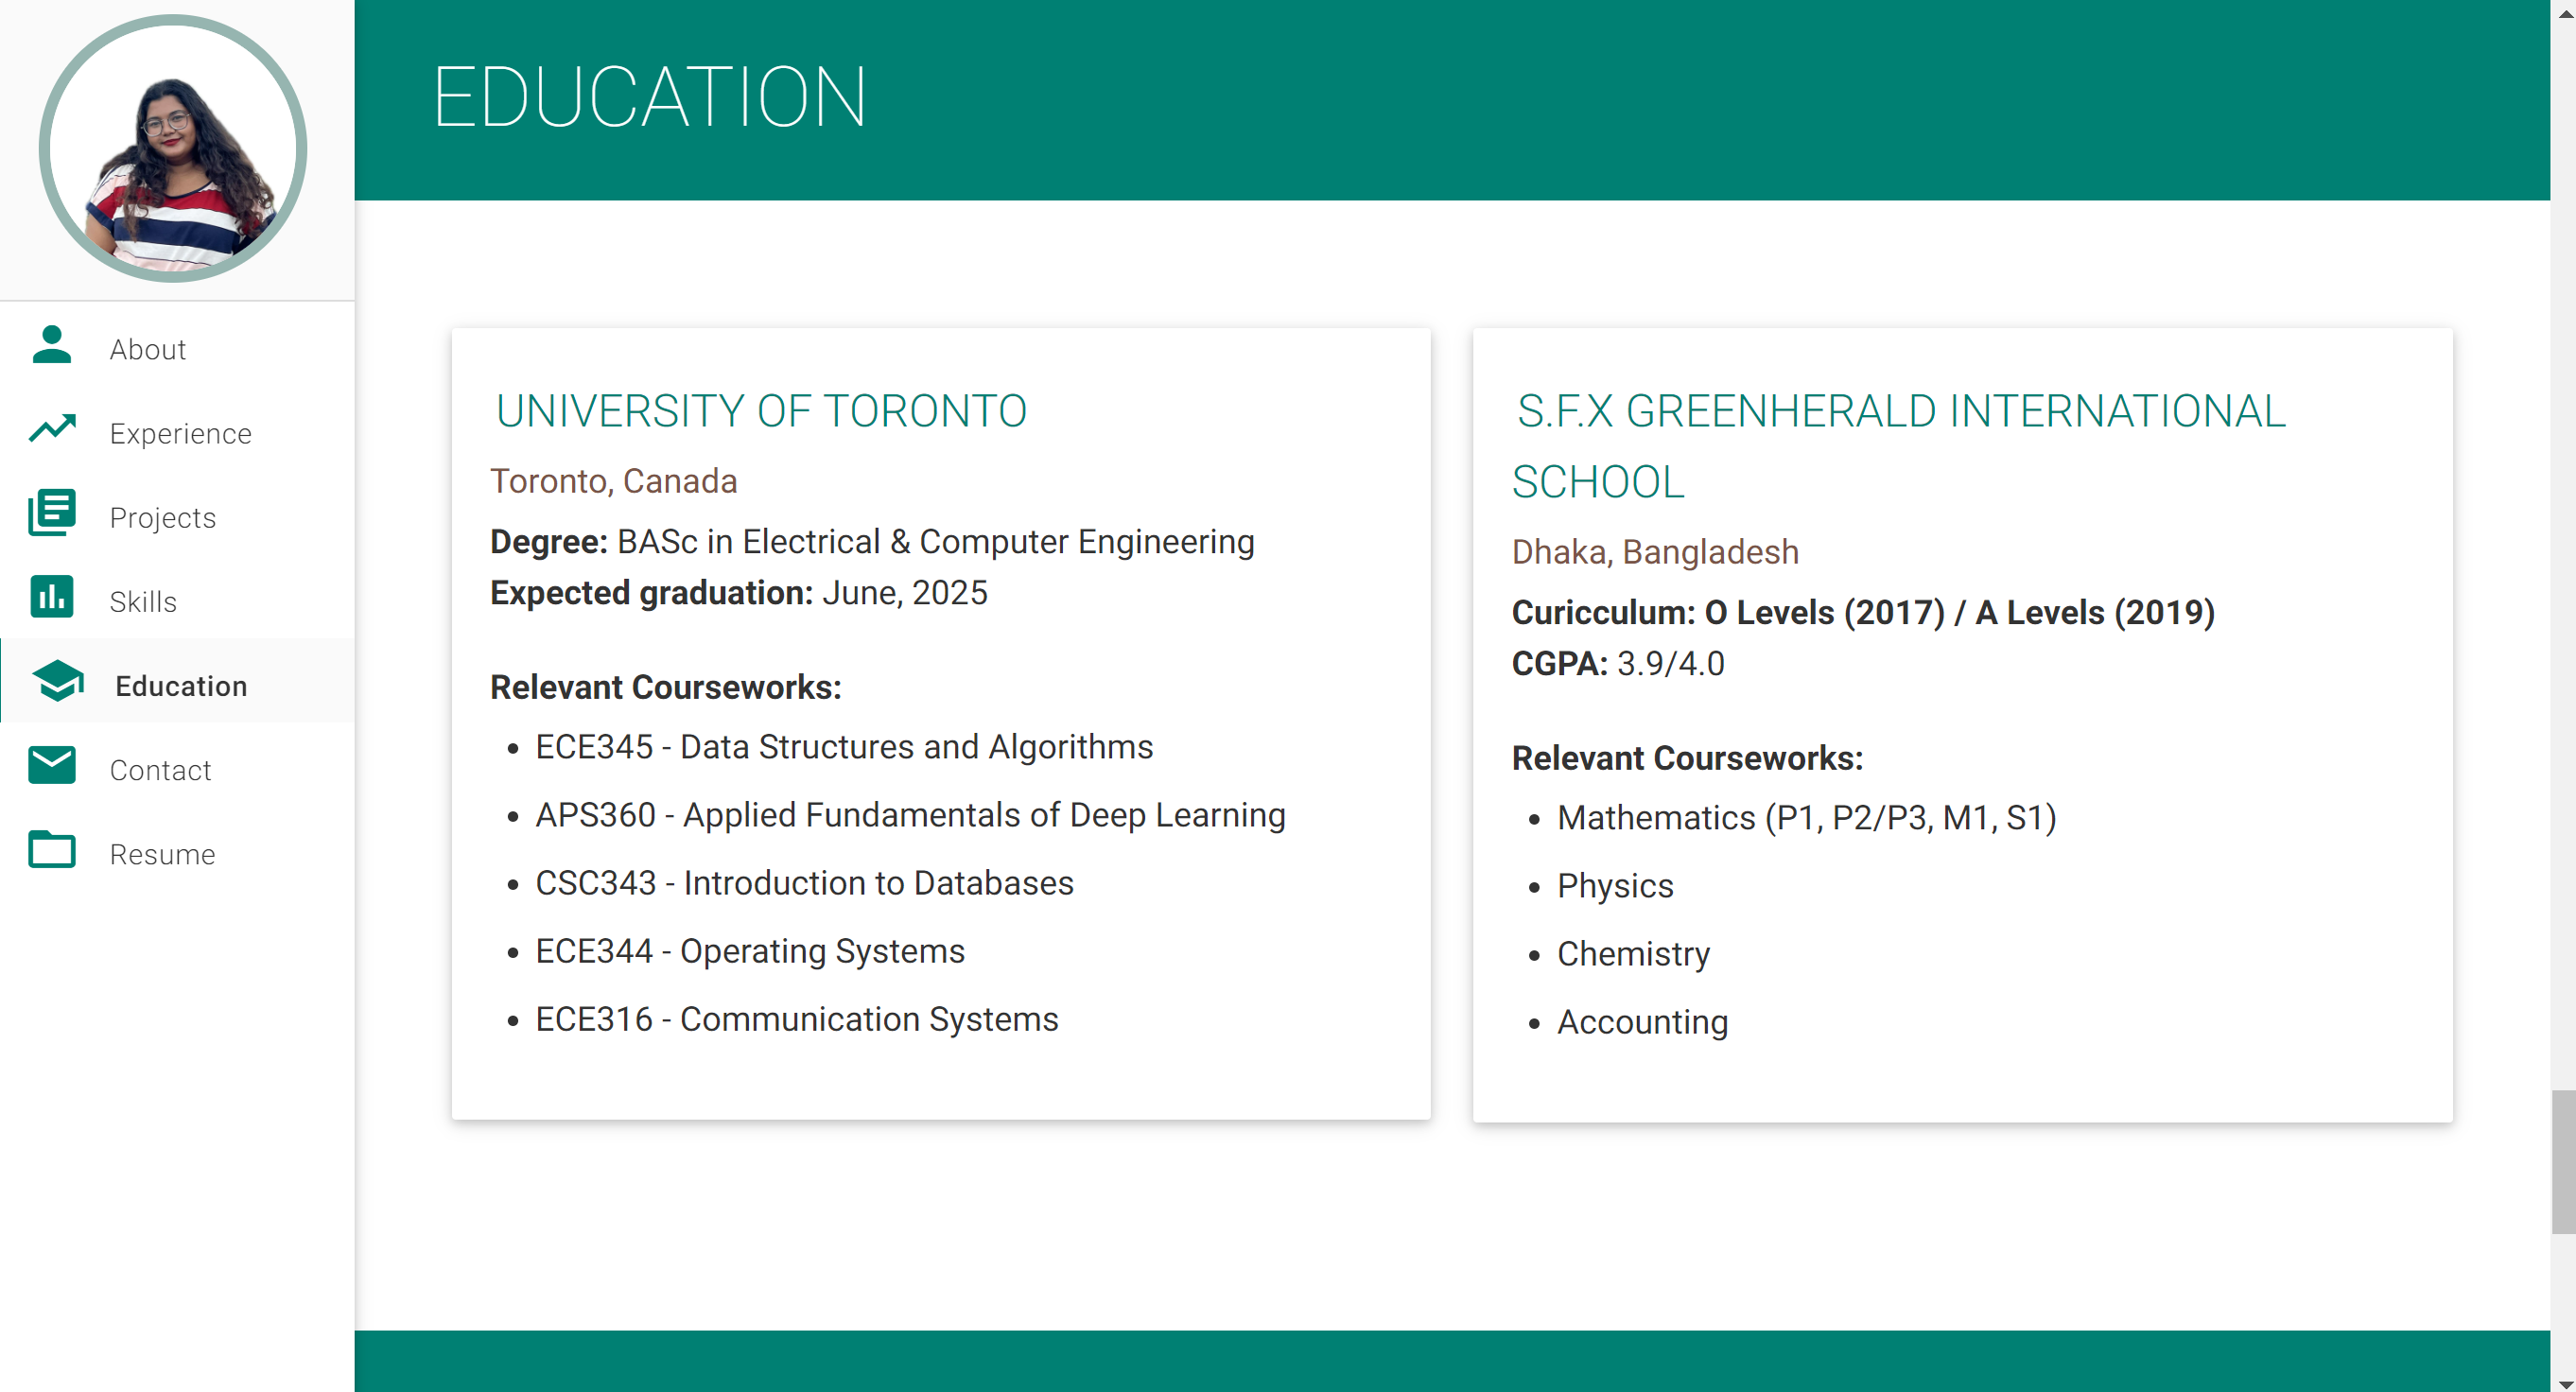 About
Experience
Projects
Skills
Education
Contact
Resume
EDUCATION
UNIVERSITY OF TORONTO
Toronto, Canada
Degree: BASc in Electrical & Computer Engineering
Expected graduation: June, 2025
Relevant Courseworks:
• ECE345 - Data Structures and Algorithms
• APS360 - Applied Fundamentals of Deep Learning
• CSC343 - Introduction to Databases
• ECE344 - Operating Systems
• ECE316 - Communication Systems
S.F.X GREENHERALD INTERNATIONAL
SCHOOL
Dhaka, Bangladesh
Curicculum: O Levels (2017) / A Levels (2019)
CGPA: 3.9/4.0
Relevant Courseworks:
• Mathematics (P1, P2/P3, M1, S1)
• Physics
• Chemistry
• Accounting